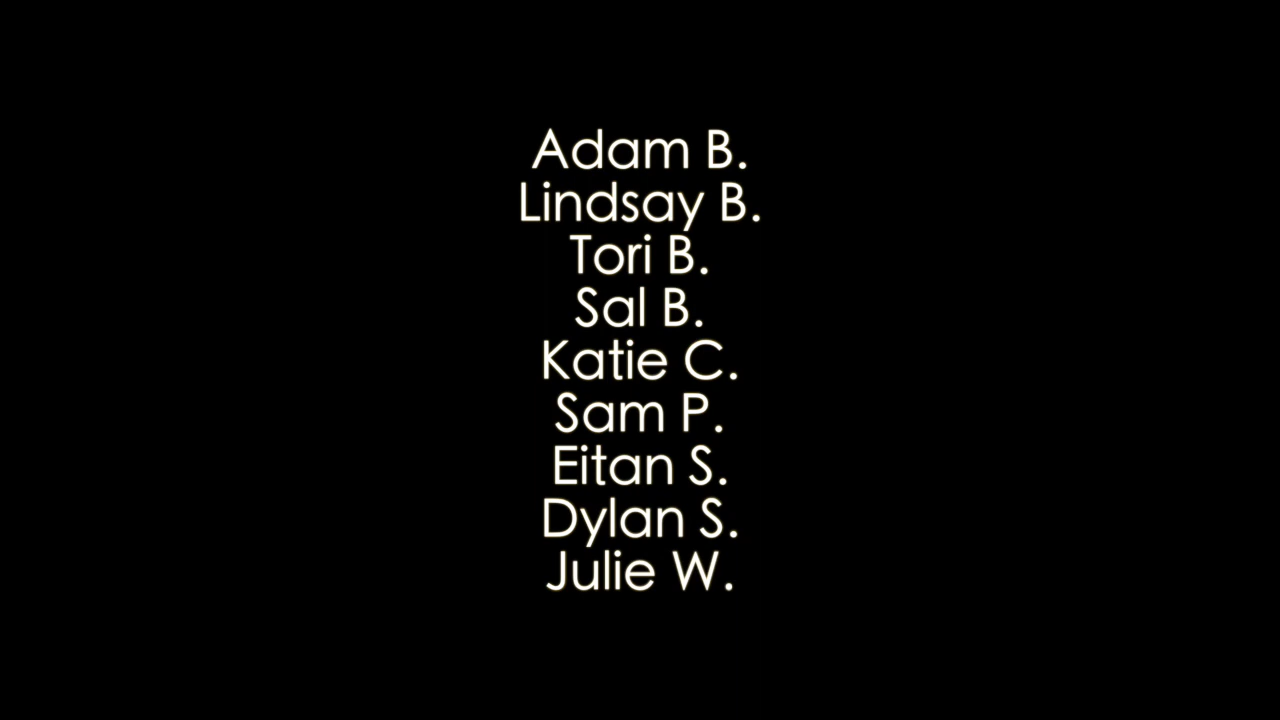 Adam B.
Lindsay B.
Tori B.
Sal B.
Katie C.
Sam P.
Eitan S.
Dylan S.
Julie W.